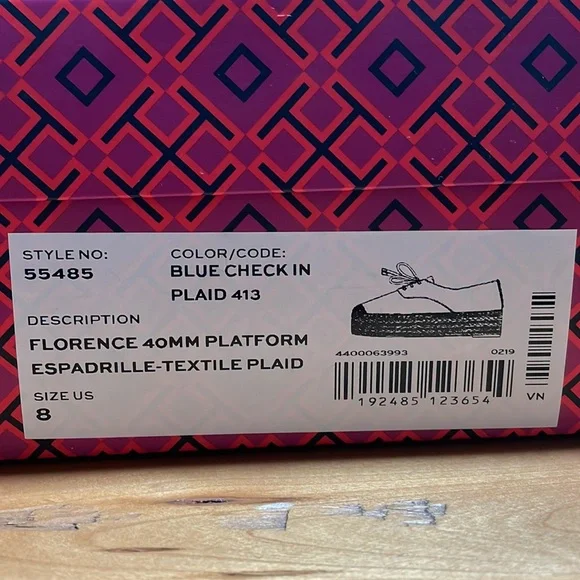 STYLE NO:
55485
COLOR/CODE:
BLUE CHECK IN
PLAID 413
DESCRIPTION
FLORENCE 40MM PLATFORM
ESPADRILLE-TEXTILE PLAID
SIZE US
8
4400063993 0219
192485 123654
VN